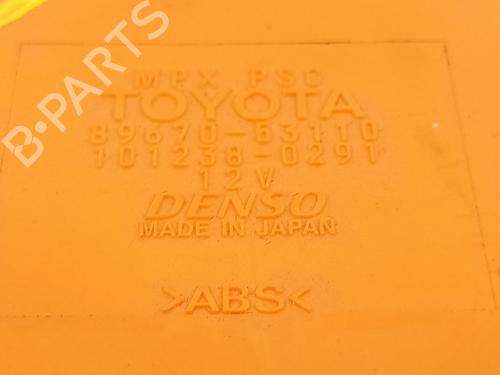 B-PARTS
MPX PSC
TOYOTA
89670-53110
101238-0291
12V
DENSO
MADE IN JAPAN
>ABS<